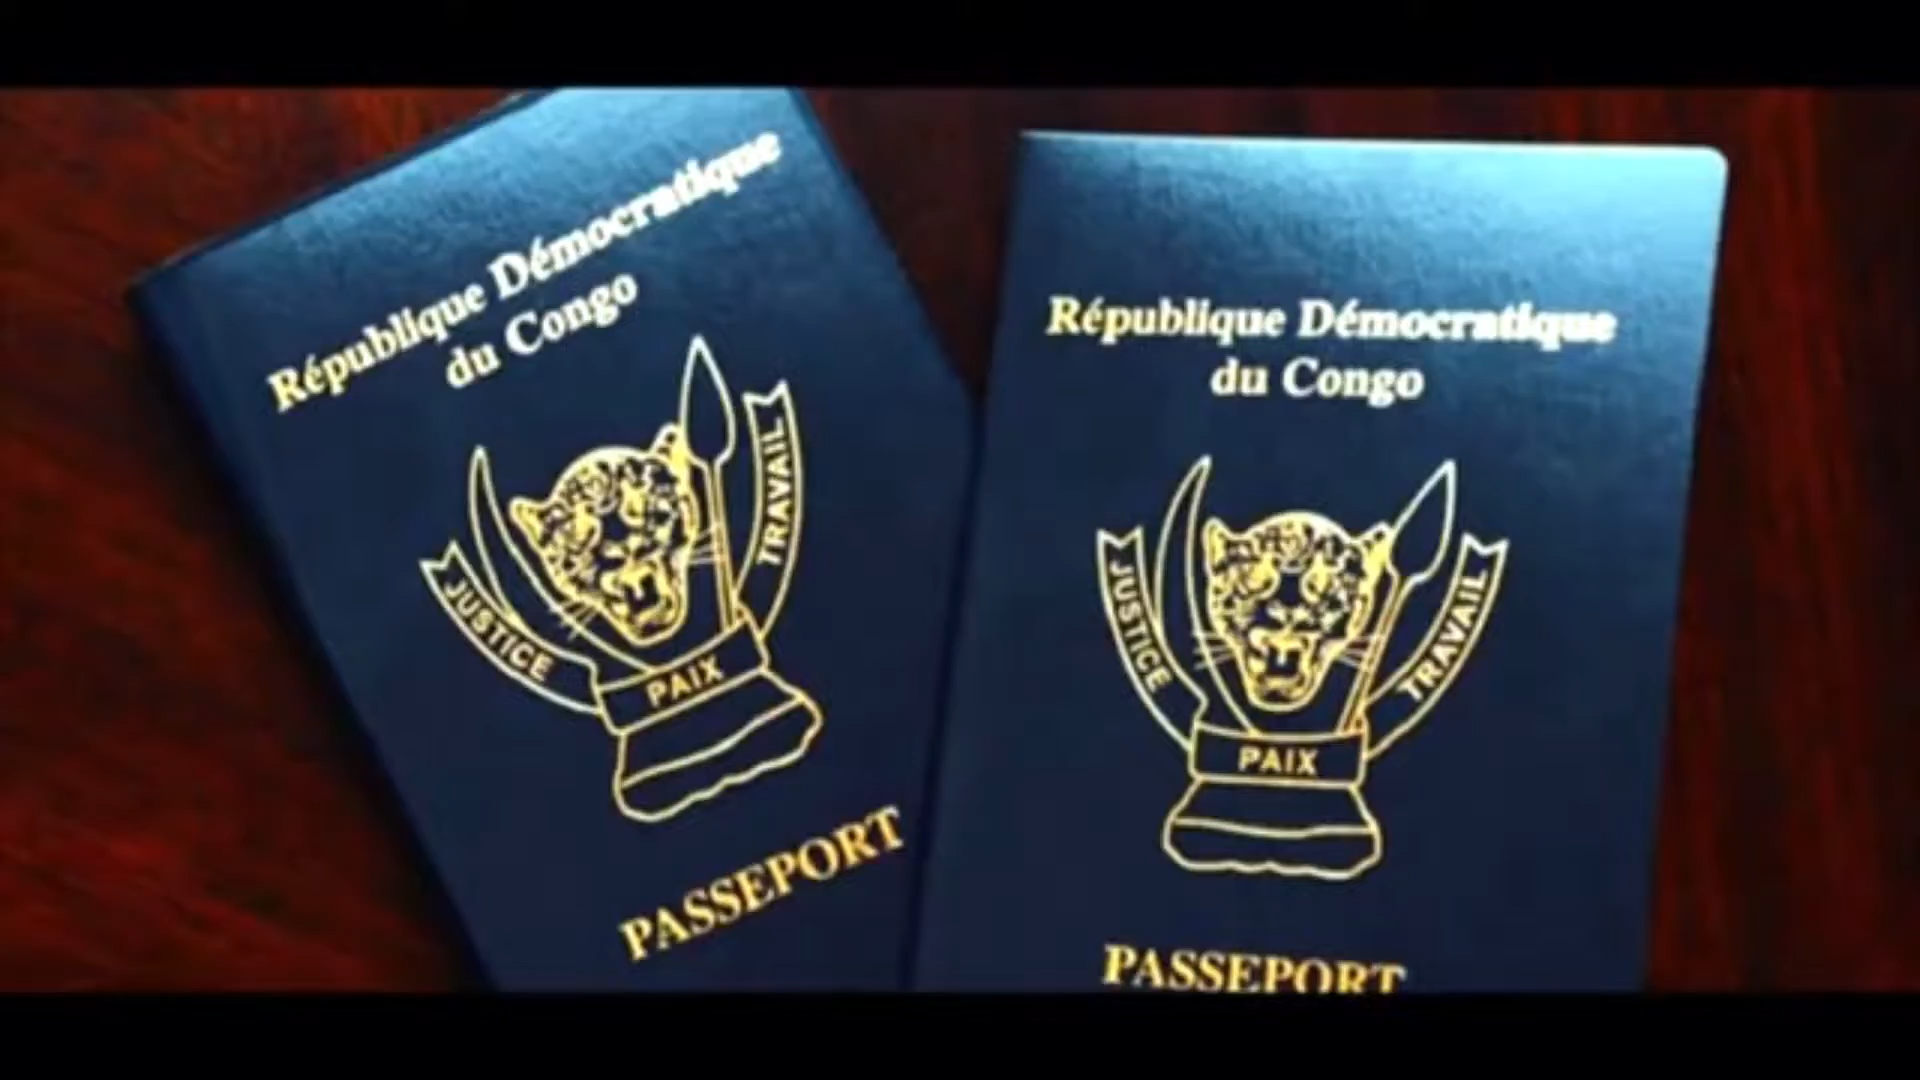 République Démocratique
du Congo
JUSTICE
PAIX
TRAVAIL
PASSEPORT
République Démocratique
du Congo
JUSTICE
PAIX
TRAVAIL
PASSEPORT